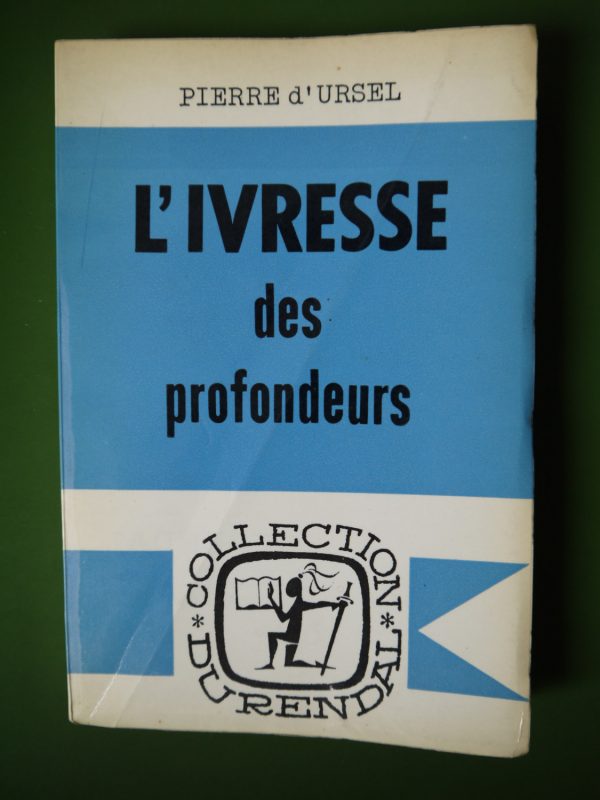 PIERRE d'URSEL
L'IVRESSE
des
profondeurs
COLLECTION
* DURENDAL *